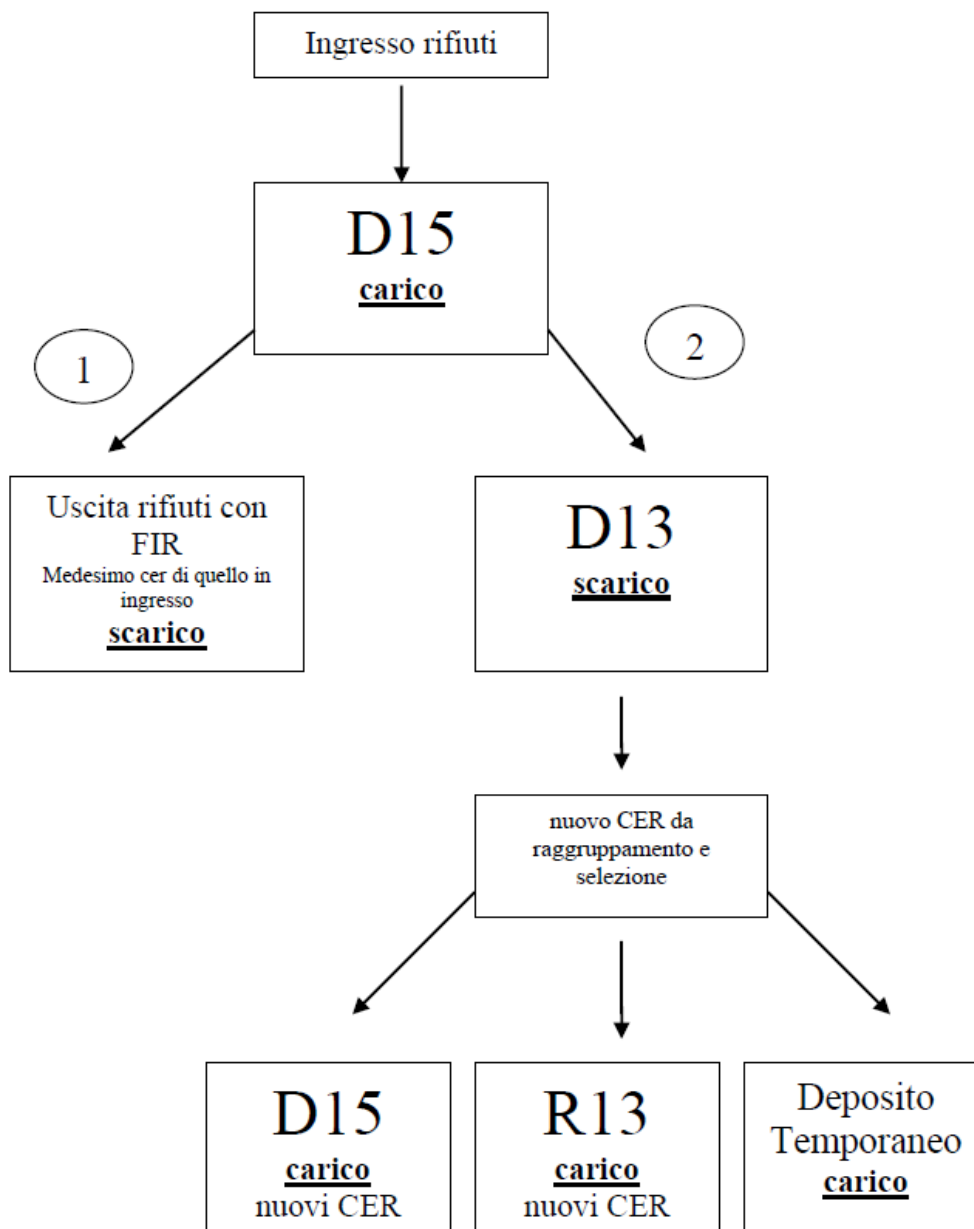 Ingresso rifiuti
D15
carico
1
2
Uscita rifiuti con
FIR
Medesimo cer di quello in
ingresso
scarico
D13
scarico
nuovo CER da
raggruppamento e
selezione
D15
carico
nuovi CER
R13
carico
nuovi CER
Deposito
Temporaneo
carico